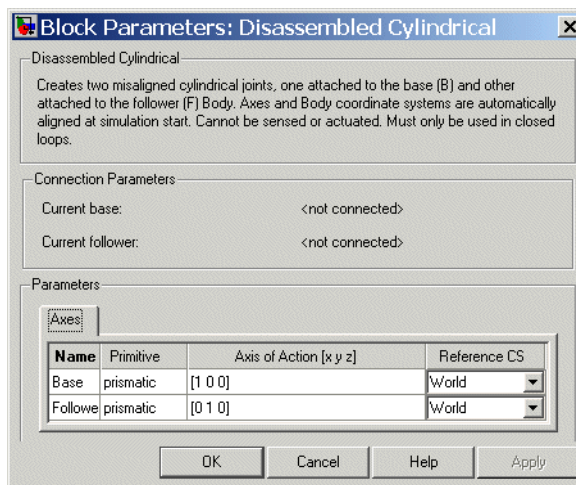 Block Parameters: Disassembled Cylindrical
Disassembled Cylindrical
Creates two misaligned cylindrical joints, one attached to the base (B) and other
attached to the follower (F) Body. Axes and Body coordinate systems are automatically
aligned at simulation start. Cannot be sensed or actuated. Must only be used in closed
loops.
Connection Parameters
Current base: <not connected>
Current follower: <not connected>
Parameters
Axes
Name Primitive Axis of Action [x y z] Reference CS
Base prismatic [1 0 0] World
Followe prismatic [0 1 0] World
OK Cancel Help Apply